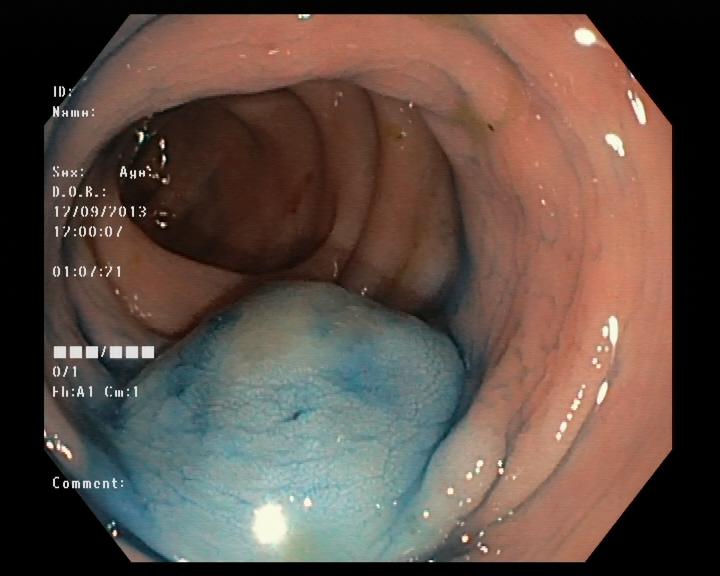 ID:
Name:
Sex: Age:
D.O.B.:
12/09/2013
12:00:07
01:07:21
■■■/■■■
0/1
Eh:A1 Cm:1
Comment: